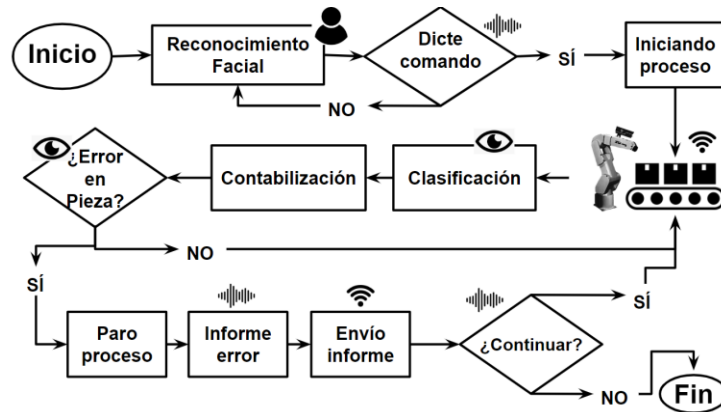 Inicio
Reconocimiento
Facial
Dicte
comando
SÍ
Iniciando
proceso
NO
¿Error
en
Pieza?
Contabilización
Clasificación
NO
SÍ
Paro
proceso
Informe
error
Envío
informe
¿Continuar?
SÍ
NO
Fin